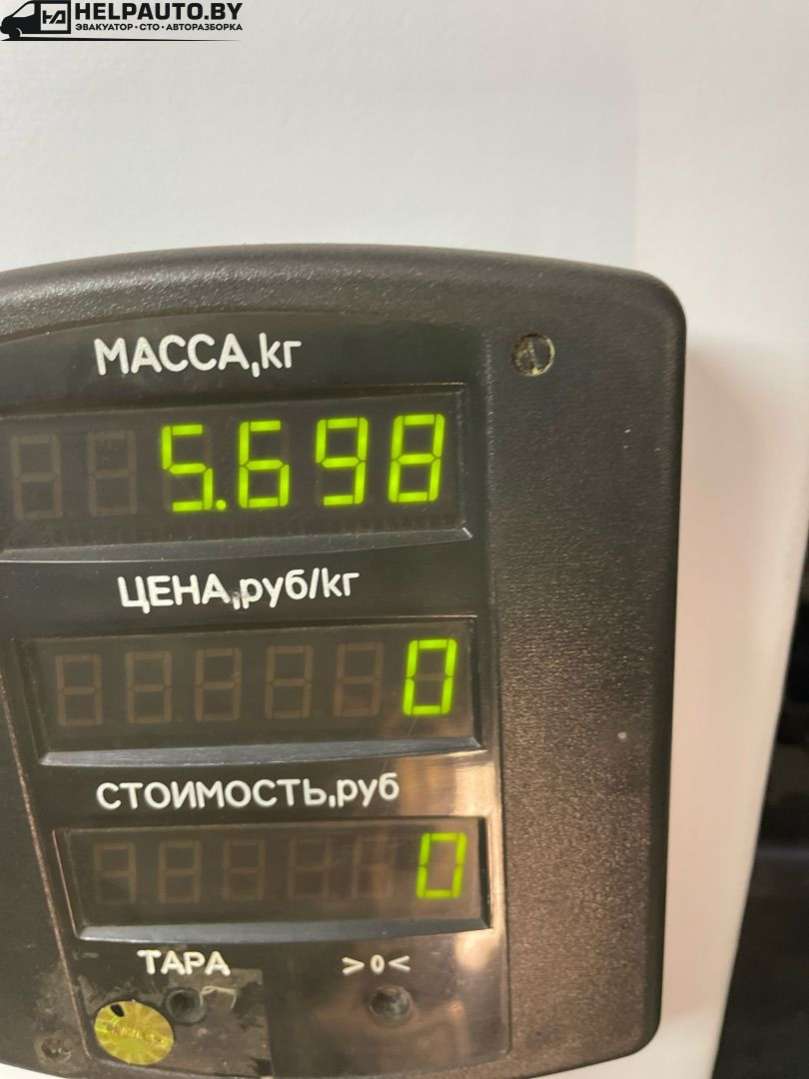 HELPAUTO.BY
ЭВАКУАТОР·СТО·АВТОРАЗБОРКА
МАССА,кг
5.698
ЦЕНА,руб/кг
0
СТОИМОСТЬ,руб
0
ТАРА >0<